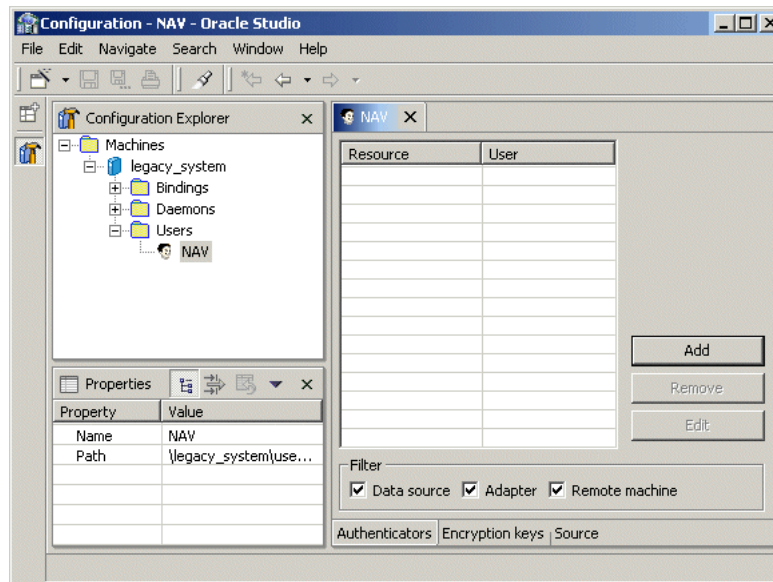 Configuration - NAV - Oracle Studio
File Edit Navigate Search Window Help
Configuration Explorer
Machines
legacy_system
Bindings
Daemons
Users
NAV
Properties
Property Value
Name NAV
Path \legacy_system\use...
NAV
Resource User
Add
Remove
Edit
Filter
Data source Adapter Remote machine
Authenticators Encryption keys Source